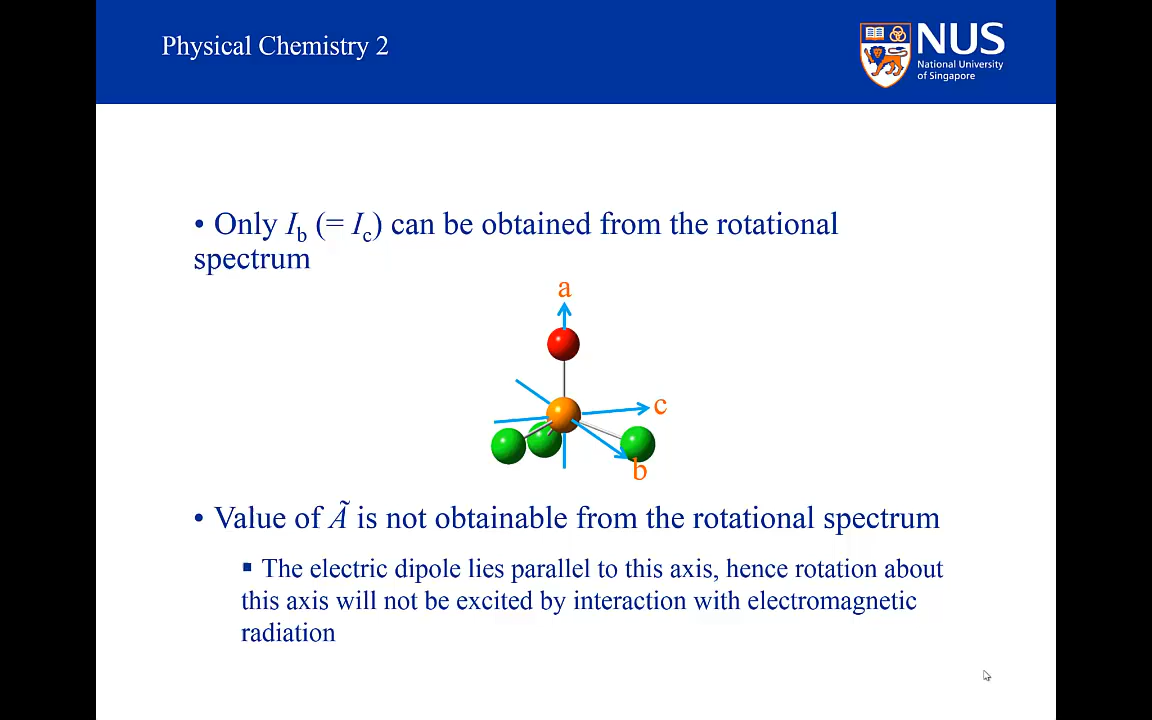 Physical Chemistry 2
NUS
National University
of Singapore
• Only I_b (= I_c) can be obtained from the rotational
spectrum
a
c
b
• Value of Ã is not obtainable from the rotational spectrum
▪ The electric dipole lies parallel to this axis, hence rotation about
this axis will not be excited by interaction with electromagnetic
radiation